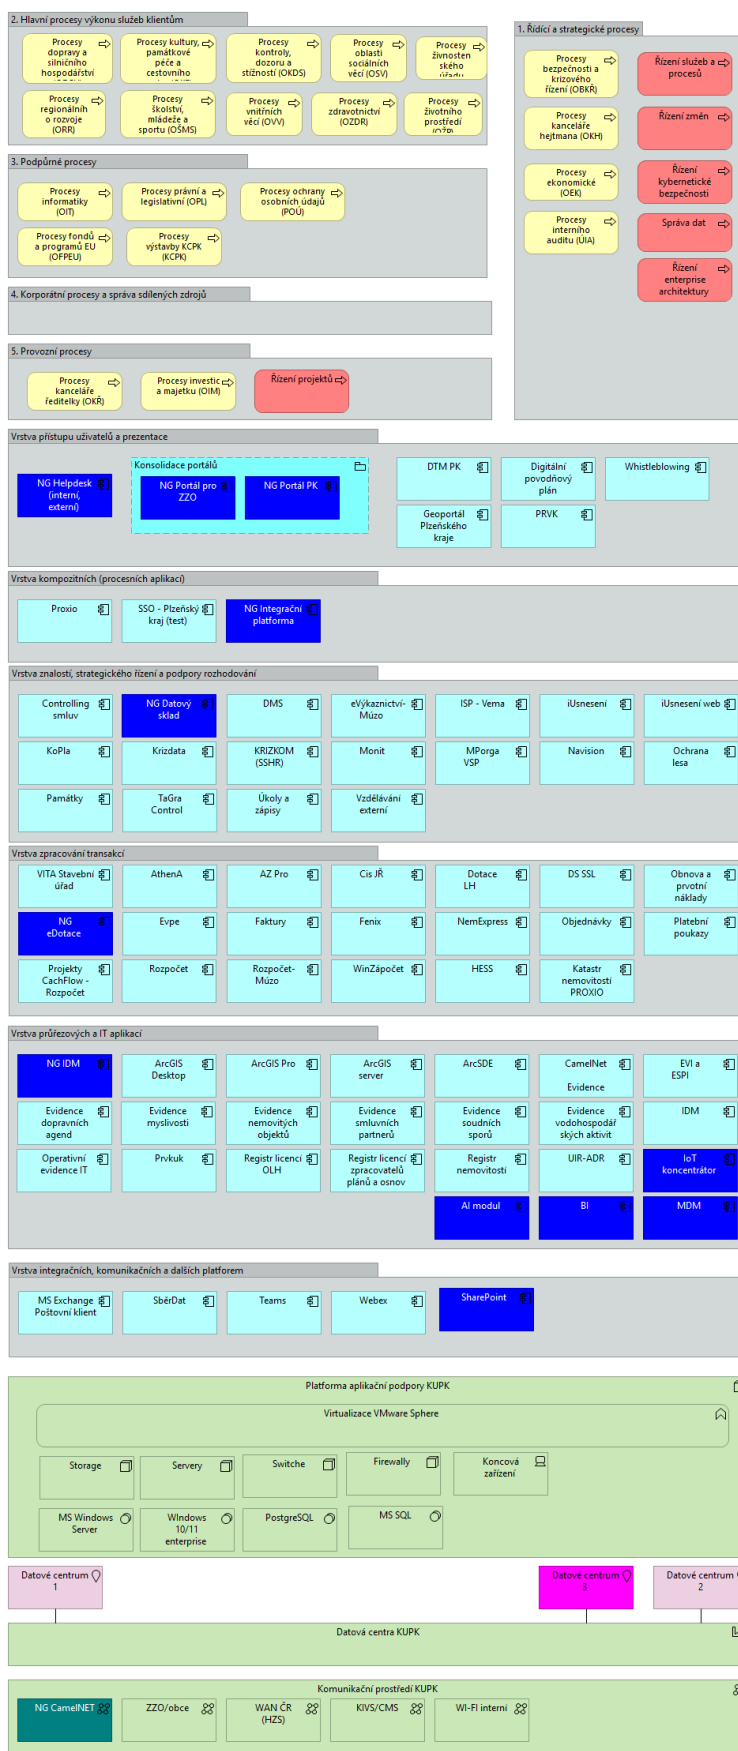 2. Hlavní procesy výkonu služeb klientům
Procesy
dopravy a
silničního
hospodářství
Procesy kultury,
památkové
péče a
cestovního
Procesy
kontroly,
dozoru a
stížností (OKDS)
Procesy
oblasti
sociálních
věcí (OSV)
Procesy
živnosten
ského
úřadu
Procesy
regionálníh
o rozvoje
(ORR)
Procesy
školství,
mládeže a
sportu (OŠMS)
Procesy
vnitřních
věcí (OVV)
Procesy
zdravotnictví
(OZDR)
Procesy
životního
prostředí
(OŽP)
1. Řídící a strategické procesy
Procesy
bezpečnosti a
krizového
řízení (OBKŘ)
Řízení služeb a
procesů
Procesy
kanceláře
hejtmana (OKH)
Řízení změn
Procesy
ekonomické
(OEK)
Řízení
kybernetické
bezpečnosti
Procesy
interního
auditu (ÚIA)
Správa dat
Řízení
enterprise
architektury
3. Podpůrné procesy
Procesy
informatiky
(OIT)
Procesy právní a
legislativní (OPL)
Procesy ochrany
osobních údajů
(POÚ)
Procesy fondů
a programů EU
(OFPEU)
Procesy
výstavby KCPK
(KCPK)
4. Korporátní procesy a správa sdílených zdrojů
5. Provozní procesy
Procesy
kanceláře
ředitelky (OKŘ)
Procesy investic
a majetku (OIM)
Řízení projektů
Vrstva přístupu uživatelů a prezentace
NG Helpdesk
(interní,
externí)
Konsolidace portálů
NG Portál pro
ZZO
NG Portál PK
DTM PK
Digitální
povodňový
plán
Whistleblowing
Geoportál
Plzeňského
kraje
PRVK
Vrstva kompozitních (procesních aplikací)
Proxio
SSO - Plzeňský
kraj (test)
NG Integrační
platforma
Vrstva znalostí, strategického řízení a podpory rozhodování
Controlling
smluv
NG Datový
sklad
DMS
eVýkaznictví-
Múzo
ISP - Vema
iUsnesení
iUsnesení web
KoPla
Krizdata
KRIZKOM
(SSHR)
Monit
MPorga
VSP
Navision
Ochrana
lesa
Památky
TaGra
Control
Úkoly a
zápisy
Vzdělávání
externí
Vrstva zpracování transakcí
VITA Stavební
úřad
AthenA
AZ Pro
Cis JŘ
Dotace
LH
DS SSL
Obnova a
prvotní
náklady
NG
eDotace
Evpe
Faktury
Fenix
NemExpress
Objednávky
Platební
poukazy
Projekty
CachFlow -
Rozpočet
Rozpočet
Rozpočet-
Múzo
WinZápočet
HESS
Katastr
nemovitostí
PROXIO
Vrstva průřezových a IT aplikací
NG IDM
ArcGIS
Desktop
ArcGIS Pro
ArcGIS
server
ArcSDE
CamelNet
Evidence
EVI a
ESPI
Evidence
dopravních
agend
Evidence
myslivosti
Evidence
nemovitých
objektů
Evidence
smluvních
partnerů
Evidence
soudních
sporů
Evidence
vodohospodář
ských aktivit
IDM
Operativní
evidence IT
Prvkuk
Registr licencí
OLH
Registr licencí
zpracovatelů
plánů a osnov
Registr
nemovitostí
UIR-ADR
IoT
koncentrátor
AI modul
BI
MDM
Vrstva integračních, komunikačních a dalších platforem
MS Exchange
Poštovní klient
SběrDat
Teams
Webex
SharePoint
Platforma aplikační podpory KUPK
Virtualizace VMware Sphere
Storage
Servery
Switche
Firewally
Koncová
zařízení
MS Windows
Server
WIndows
10/11
enterprise
PostgreSQL
MS SQL
Datové centrum
1
Datové centrum
3
Datové centrum
2
Datová centra KUPK
Komunikační prostředí KUPK
NG CamelNET
ZZO/obce
WAN ČR
(HZS)
KIVS/CMS
WI-FI interní